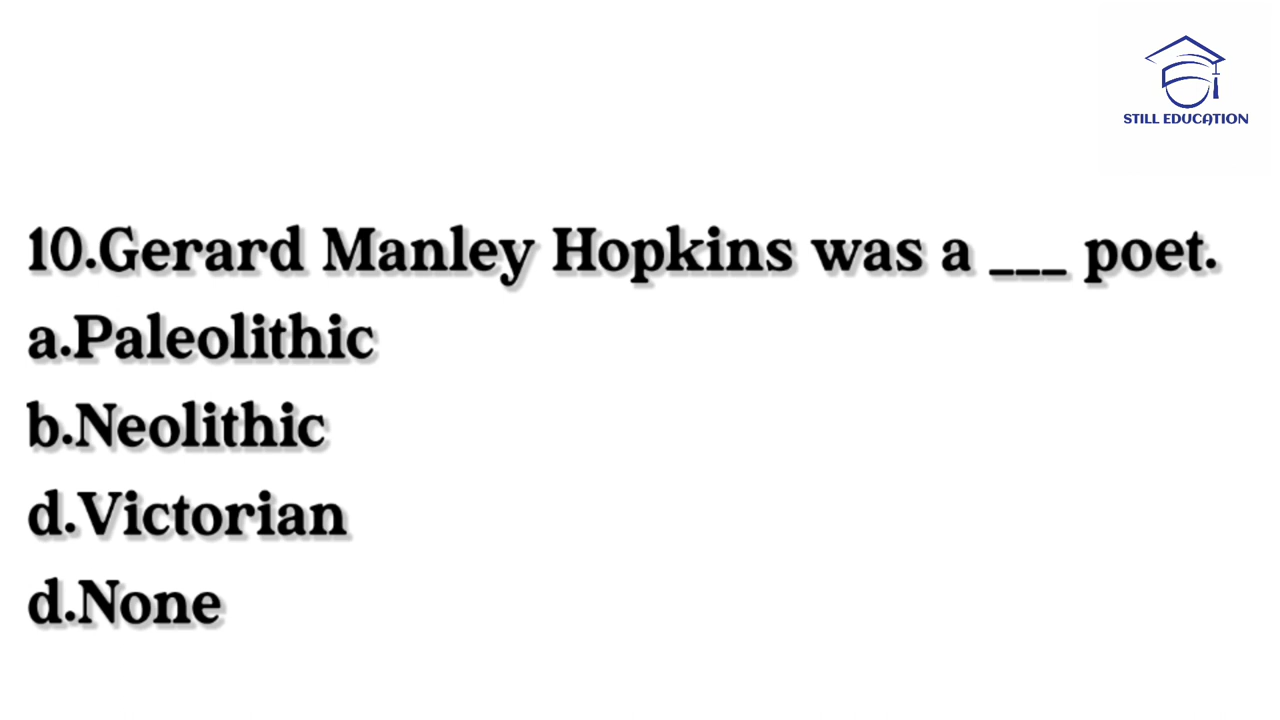 STILL EDUCATION
10.Gerard Manley Hopkins was a ___ poet.
a.Paleolithic
b.Neolithic
d.Victorian
d.None